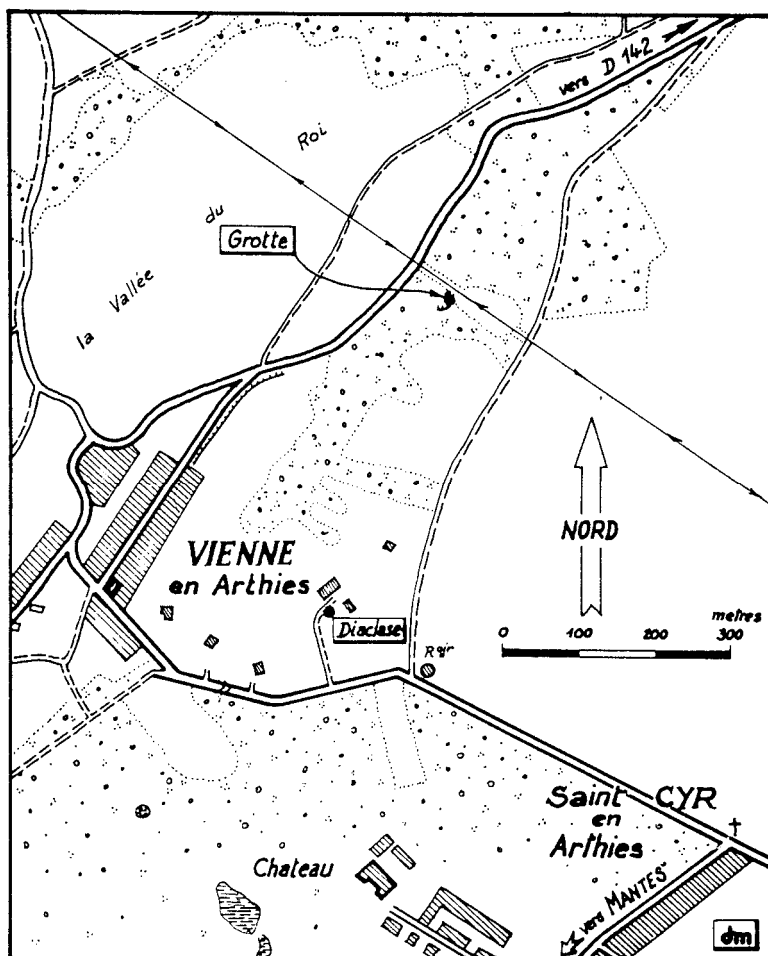 vers D 142
Roi
du
Grotte
la Vallée
NORD
VIENNE
en Arthies
metres
0 100 200 300
Diaclase
Rsir
Saint CYR
en
Arthies
Chateau
vers MANTES
dm